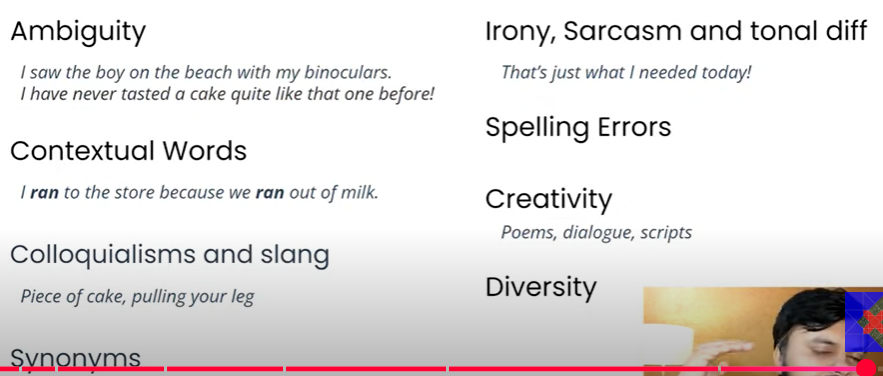 Ambiguity
I saw the boy on the beach with my binoculars.
I have never tasted a cake quite like that one before!
Contextual Words
I ran to the store because we ran out of milk.
Colloquialisms and slang
Piece of cake, pulling your leg
Synonyms
Irony, Sarcasm and tonal diff
That's just what I needed today!
Spelling Errors
Creativity
Poems, dialogue, scripts
Diversity